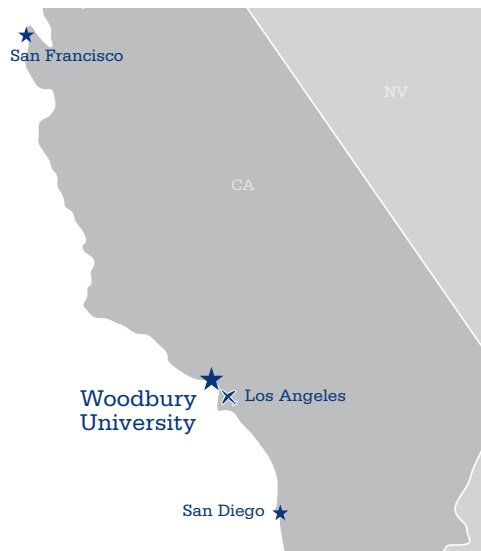 San Francisco
NV
CA
Woodbury
University
Los Angeles
San Diego